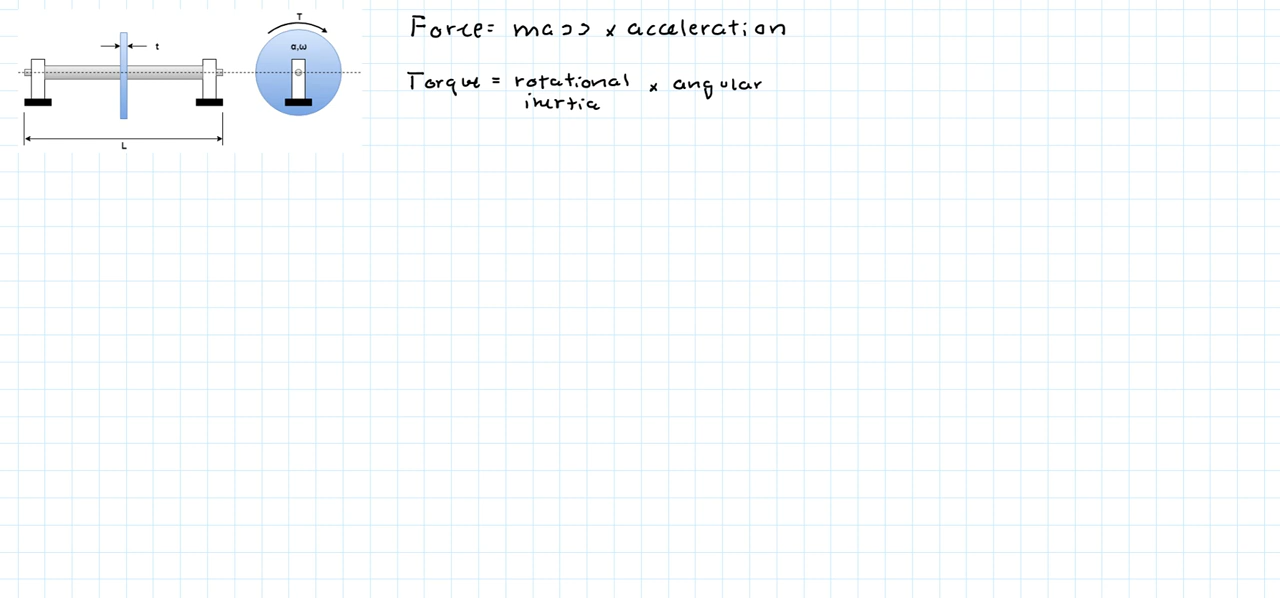 T
t
α,ω
L
Force = mass x acceleration
Torque = rotational x angular
inertia